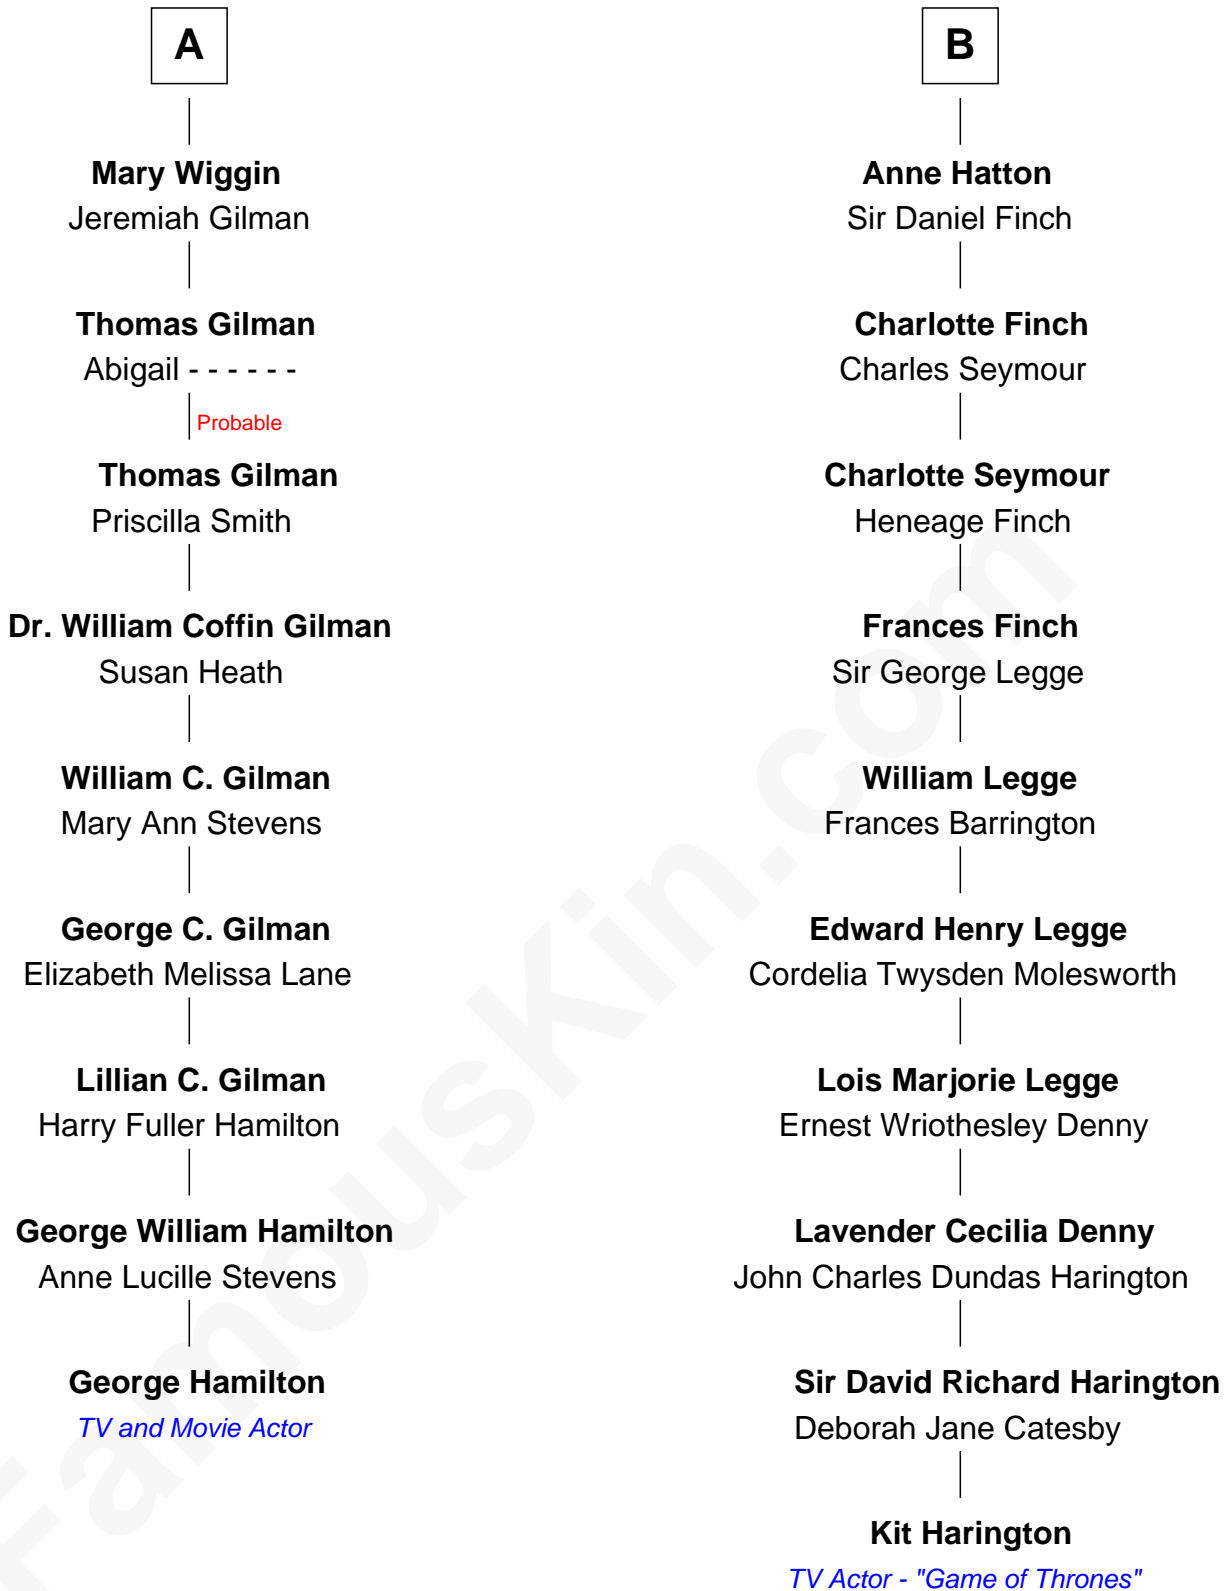 A
Mary Wiggin
Jeremiah Gilman
Thomas Gilman
Abigail - - - - - -
Probable
Thomas Gilman
Priscilla Smith
Dr. William Coffin Gilman
Susan Heath
William C. Gilman
Mary Ann Stevens
George C. Gilman
Elizabeth Melissa Lane
Lillian C. Gilman
Harry Fuller Hamilton
George William Hamilton
Anne Lucille Stevens
George Hamilton
TV and Movie Actor
B
Anne Hatton
Sir Daniel Finch
Charlotte Finch
Charles Seymour
Charlotte Seymour
Heneage Finch
Frances Finch
Sir George Legge
William Legge
Frances Barrington
Edward Henry Legge
Cordelia Twysden Molesworth
Lois Marjorie Legge
Ernest Wriothesley Denny
Lavender Cecilia Denny
John Charles Dundas Harington
Sir David Richard Harington
Deborah Jane Catesby
Kit Harington
TV Actor - "Game of Thrones"
FamousKin.com